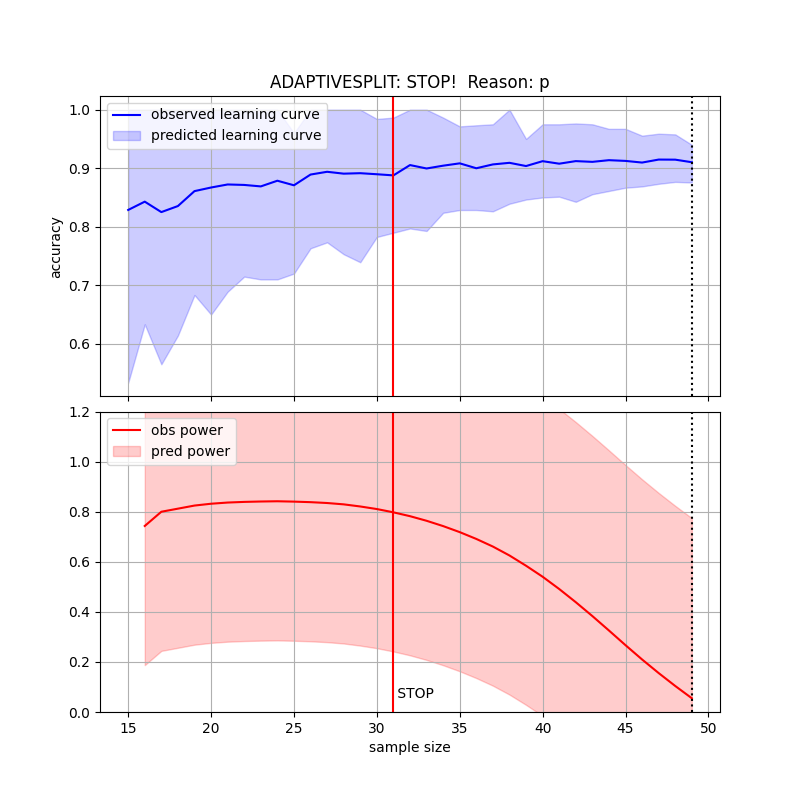 ADAPTIVESPLIT: STOP!  Reason: p
observed learning curve
predicted learning curve
1.0
0.9
0.8
0.7
0.6
accuracy
obs power
pred power
1.2
1.0
0.8
0.6
0.4
0.2
0.0
STOP
15 20 25 30 35 40 45 50
sample size